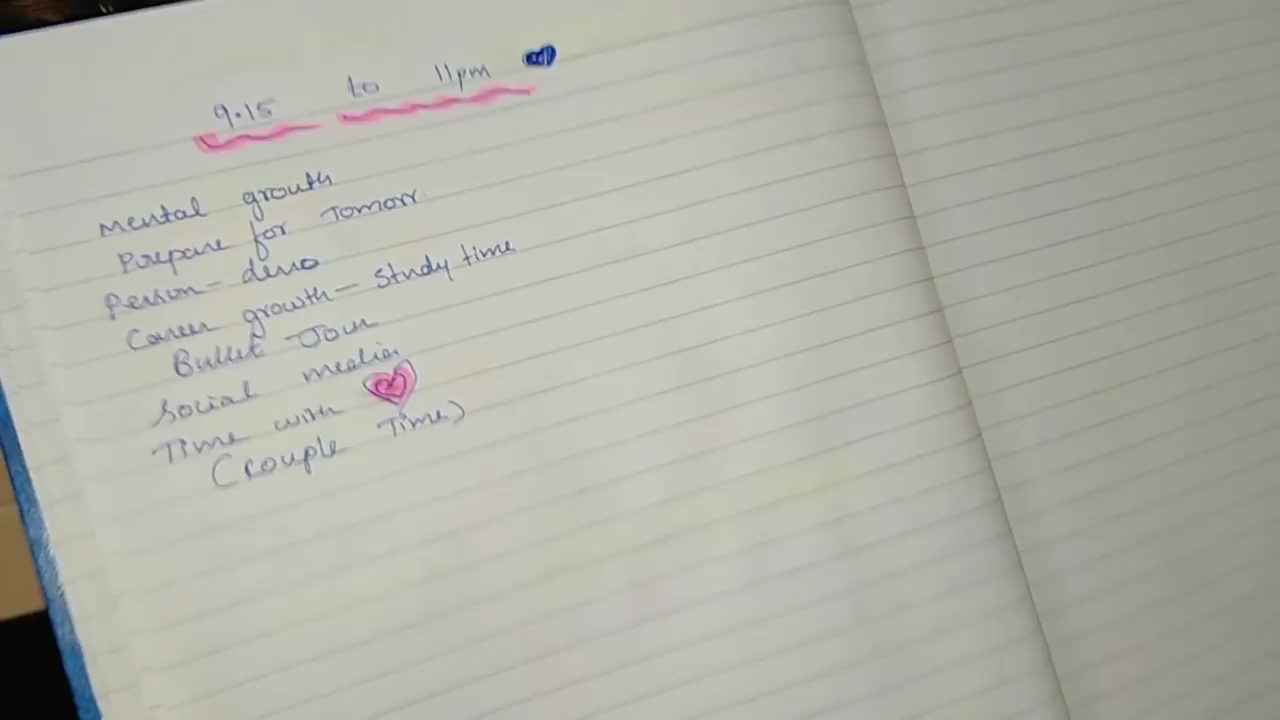 9.15 to 11pm
Mental growth
Prepare for Tomorr
Person - demo
Career growth - Study time
Bullet Jour
Social media
Time with
(couple Time)